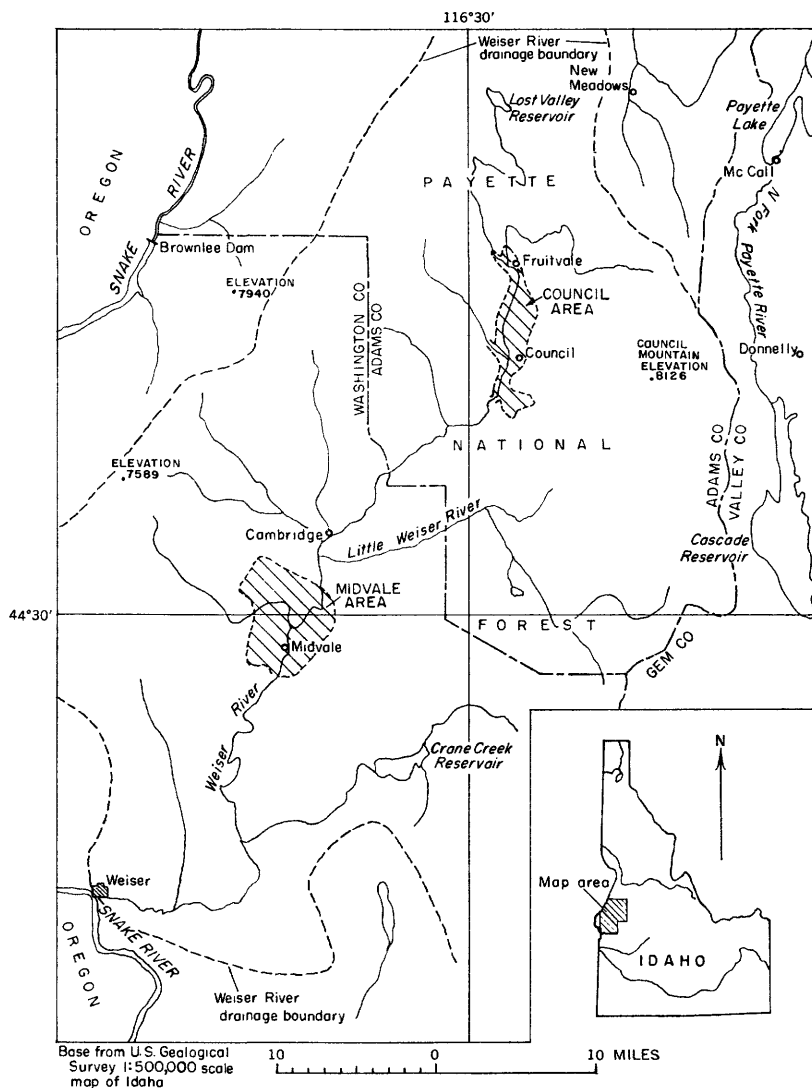 116°30'
Weiser River
drainage boundary
New
Meadows
Lost Valley
Reservoir
Payette
Lake
Mc Call
OREGON
SNAKE RIVER
PAYETTE
N Fork Payette River
Brownlee Dam
Fruitvale
ELEVATION
.7940
COUNCIL
AREA
WASHINGTON CO
ADAMS CO
Council
COUNCIL
MOUNTAIN
ELEVATION
.8126
Donnelly
NATIONAL
ELEVATION
.7589
ADAMS CO
VALLEY CO
Cambridge
Little Weiser River
Cascade
Reservoir
MIDVALE
AREA
44°30'
FOREST
Midvale
GEM CO
Weiser River
Crane Creek
Reservair
N
Weiser
Map area
SNAKE RIVER
OREGON
IDAHO
Weiser River
drainage boundary
Base from U.S. Geological
Survey 1:500,000 scale
map of Idaho
10 0 10 MILES